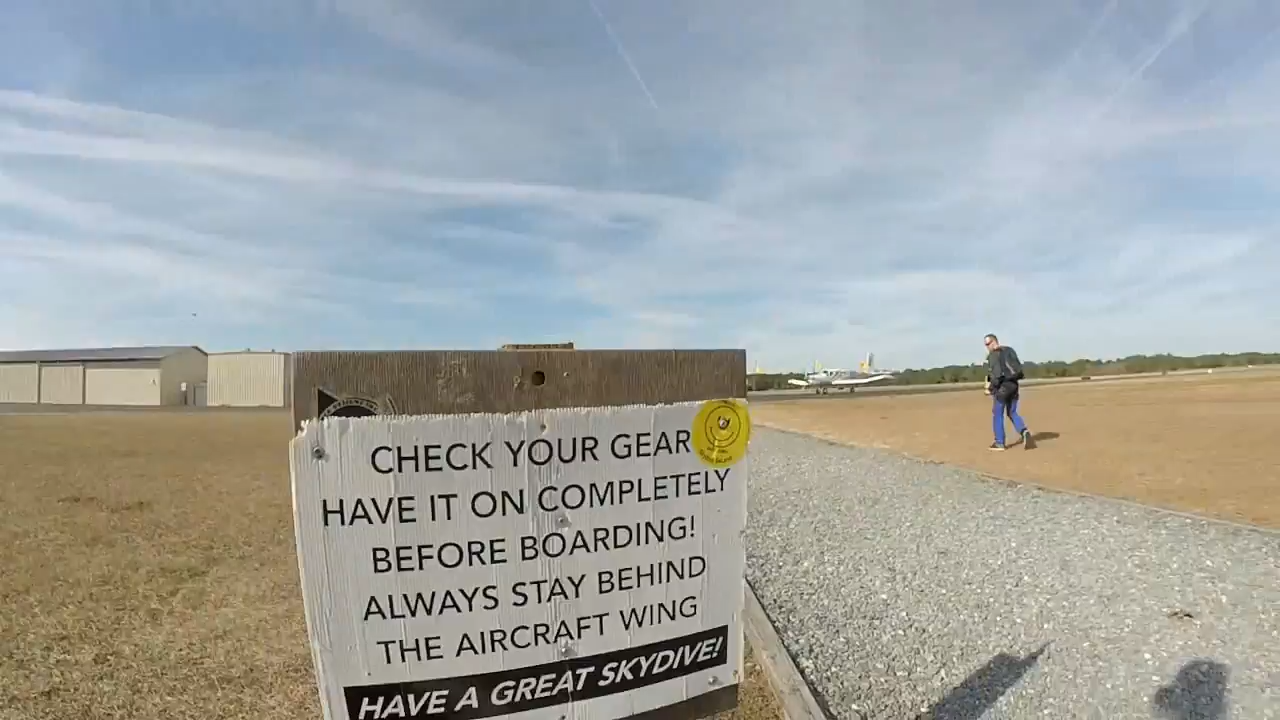 CHECK YOUR GEAR
HAVE IT ON COMPLETELY
BEFORE BOARDING!
ALWAYS STAY BEHIND
THE AIRCRAFT WING
HAVE A GREAT SKYDIVE!